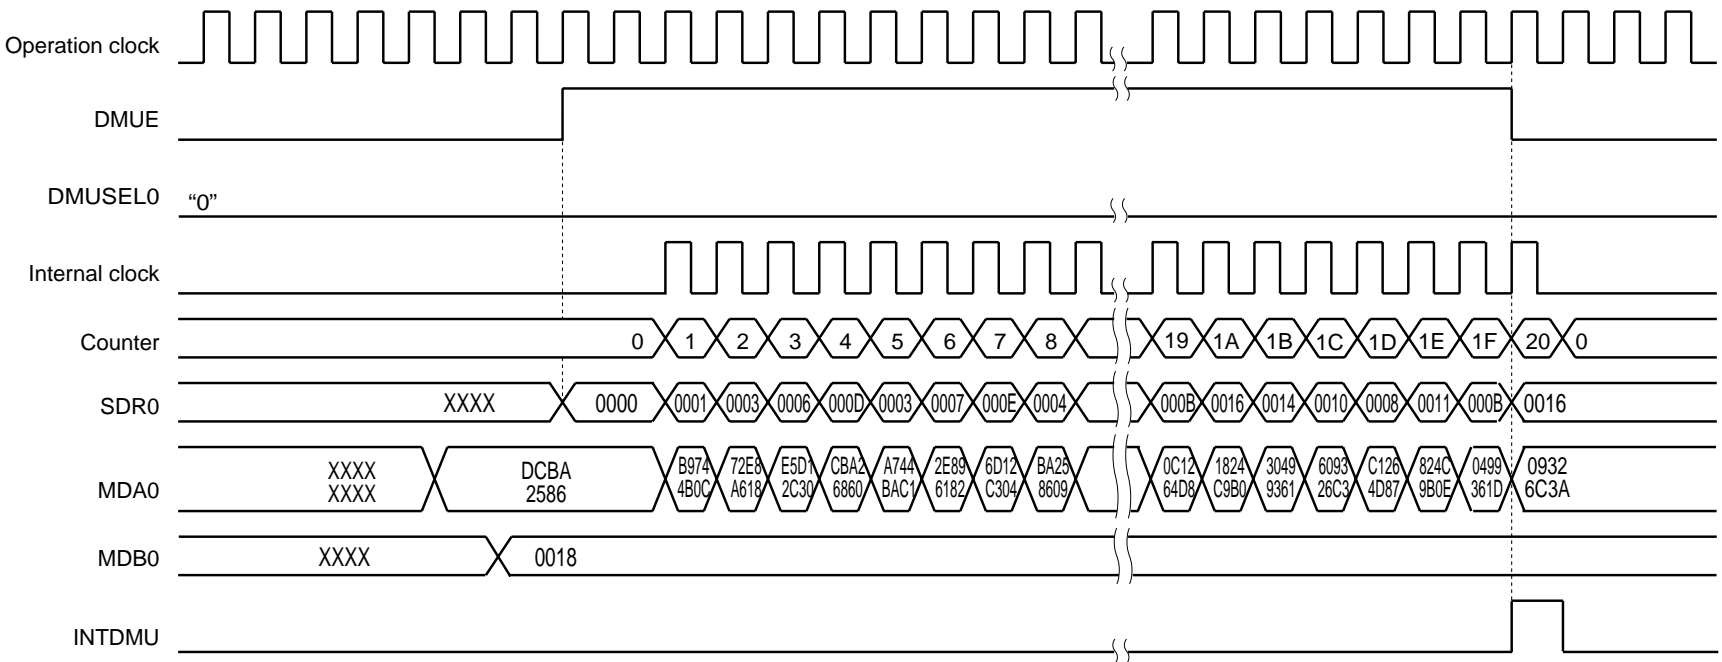 Operation clock
DMUE
DMUSEL0 “0”
Internal clock
Counter 0 1 2 3 4 5 6 7 8 19 1A 1B 1C 1D 1E 1F 20 0
SDR0 XXXX 0000 0001 0003 0006 000D 0003 0007 000E 0004 000B 0016 0014 0010 0008 0011 000B 0016
XXXX DCBA B974 72E8 E5D1 CBA2 A744 2E89 6D12 BA25 0C12 1824 3049 6093 C126 824C 0499 0932
MDA0 XXXX 2586 4B0C A618 2C30 6860 BAC1 6182 C304 8609 64D8 C9B0 9361 26C3 4D87 9B0E 361D 6C3A
MDB0 XXXX 0018
INTDMU